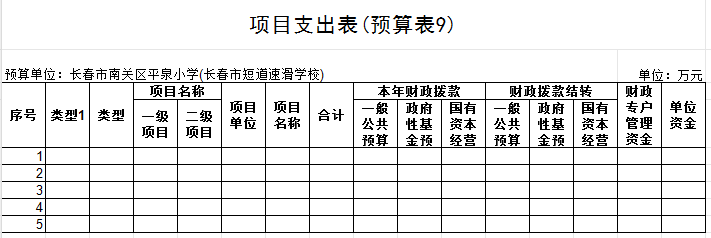 项目支出表(预算表9)
预算单位：长春市南关区平泉小学(长春市短道速滑学校) 单位：万元
序号 类型1 类型 项目名称 项目单位 项目名称 合计 本年财政拨款 财政拨款结转 财政专户管理资金 单位资金
一级项目 二级项目 一般公共预算 政府性基金预 国有资本经营 一般公共预算 政府性基金预 国有资本经营
1
2
3
4
5